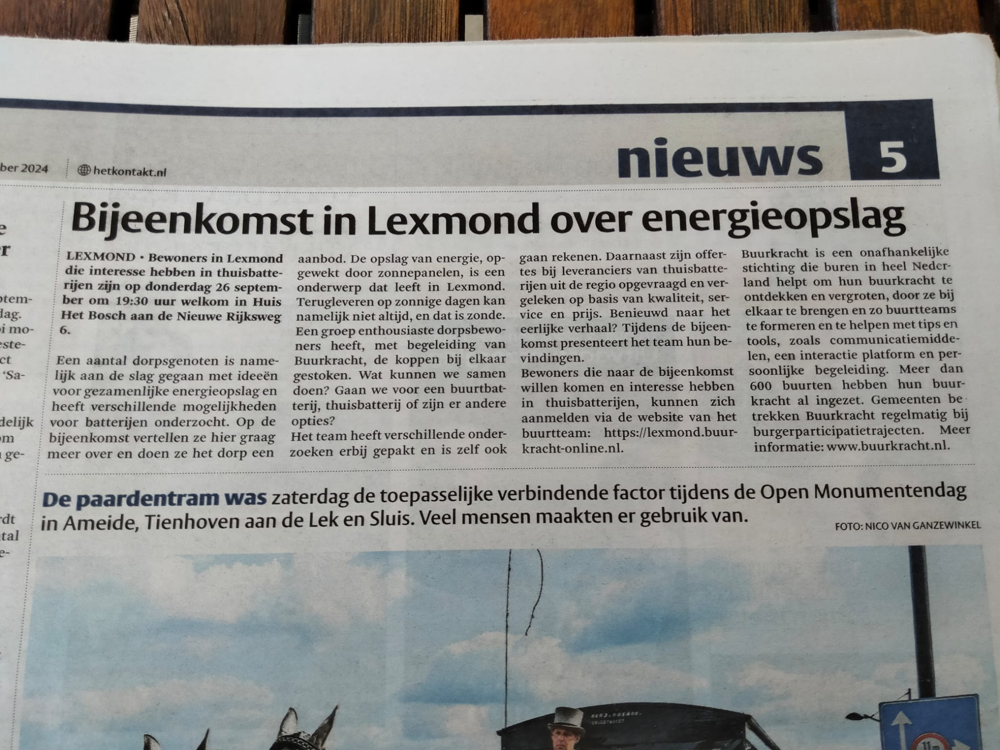 ber 2024
hetkontakt.nl
nieuws
5
e
r
ptem-
dag.
i mo-
este-
ct
‘Sa-
delijk
om
ge-
rdt
tal
e-
Bijeenkomst in Lexmond over energieopslag
LEXMOND • Bewoners in Lexmond
die interesse hebben in thuisbatte-
rijen zijn op donderdag 26 septem-
ber om 19:30 uur welkom in Huis
Het Bosch aan de Nieuwe Rijksweg
6.
Een aantal dorpsgenoten is name-
lijk aan de slag gegaan met ideeën
voor gezamenlijke energieopslag en
heeft verschillende mogelijkheden
voor batterijen onderzocht. Op de
bijeenkomst vertellen ze hier graag
meer over en doen ze het dorp een
aanbod. De opslag van energie, op-
gewekt door zonnepanelen, is een
onderwerp dat leeft in Lexmond.
Terugleveren op zonnige dagen kan
namelijk niet altijd, en dat is zonde.
Een groep enthousiaste dorpsbewo-
ners heeft, met begeleiding van
Buurkracht, de koppen bij elkaar
gestoken. Wat kunnen we samen
doen? Gaan we voor een buurtbat-
terij, thuisbatterij of zijn er andere
opties?
Het team heeft verschillende onder-
zoeken erbij gepakt en is zelf ook
gaan rekenen. Daarnaast zijn offer-
tes bij leveranciers van thuisbatte-
rijen uit de regio opgevraagd en ver-
geleken op basis van kwaliteit, ser-
vice en prijs. Benieuwd naar het
eerlijke verhaal? Tijdens de bijeen-
komst presenteert het team hun be-
vindingen.
Bewoners die naar de bijeenkomst
willen komen en interesse hebben
in thuisbatterijen, kunnen zich
aanmelden via de website van het
buurtteam: https://lexmond.buur-
kracht-online.nl.
Buurkracht is een onafhankelijke
stichting die buren in heel Neder-
land helpt om hun buurkracht te
ontdekken en vergroten, door ze bij
elkaar te brengen en zo buurtteams
te formeren en te helpen met tips en
tools, zoals communicatiemidde-
len, een interactie platform en per-
soonlijke begeleiding. Meer dan
600 buurten hebben hun buur-
kracht al ingezet. Gemeenten be-
trekken Buurkracht regelmatig bij
burgerparticipatietrajecten. Meer
informatie: www.buurkracht.nl.
De paardentram was zaterdag de toepasselijke verbindende factor tijdens de Open Monumentendag
in Ameide, Tienhoven aan de Lek en Sluis. Veel mensen maakten er gebruik van.
FOTO: NICO VAN GANZEWINKEL
11m